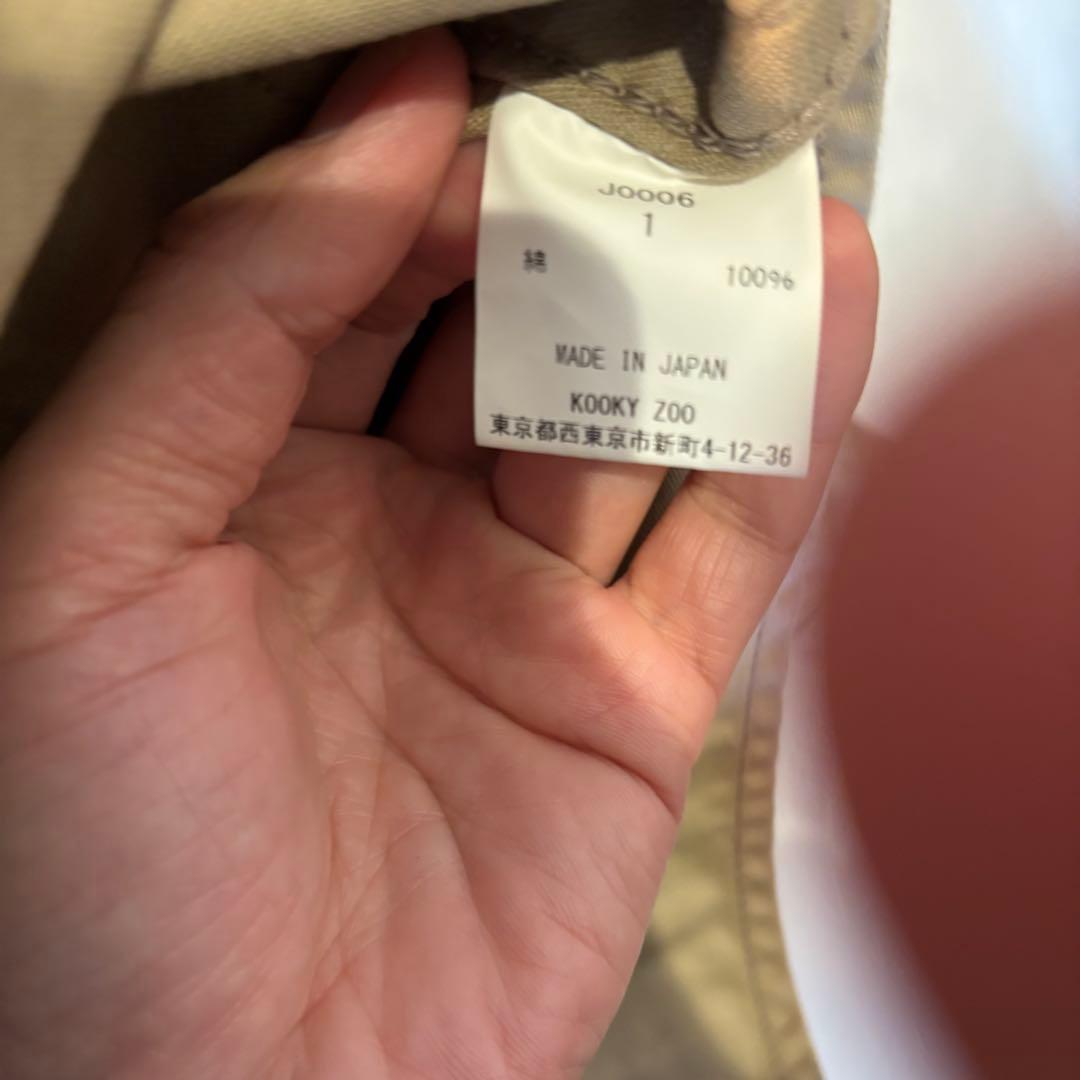 J0006
1
綿 100%
MADE IN JAPAN
KOOKY ZOO
東京都西東京市新町4-12-36